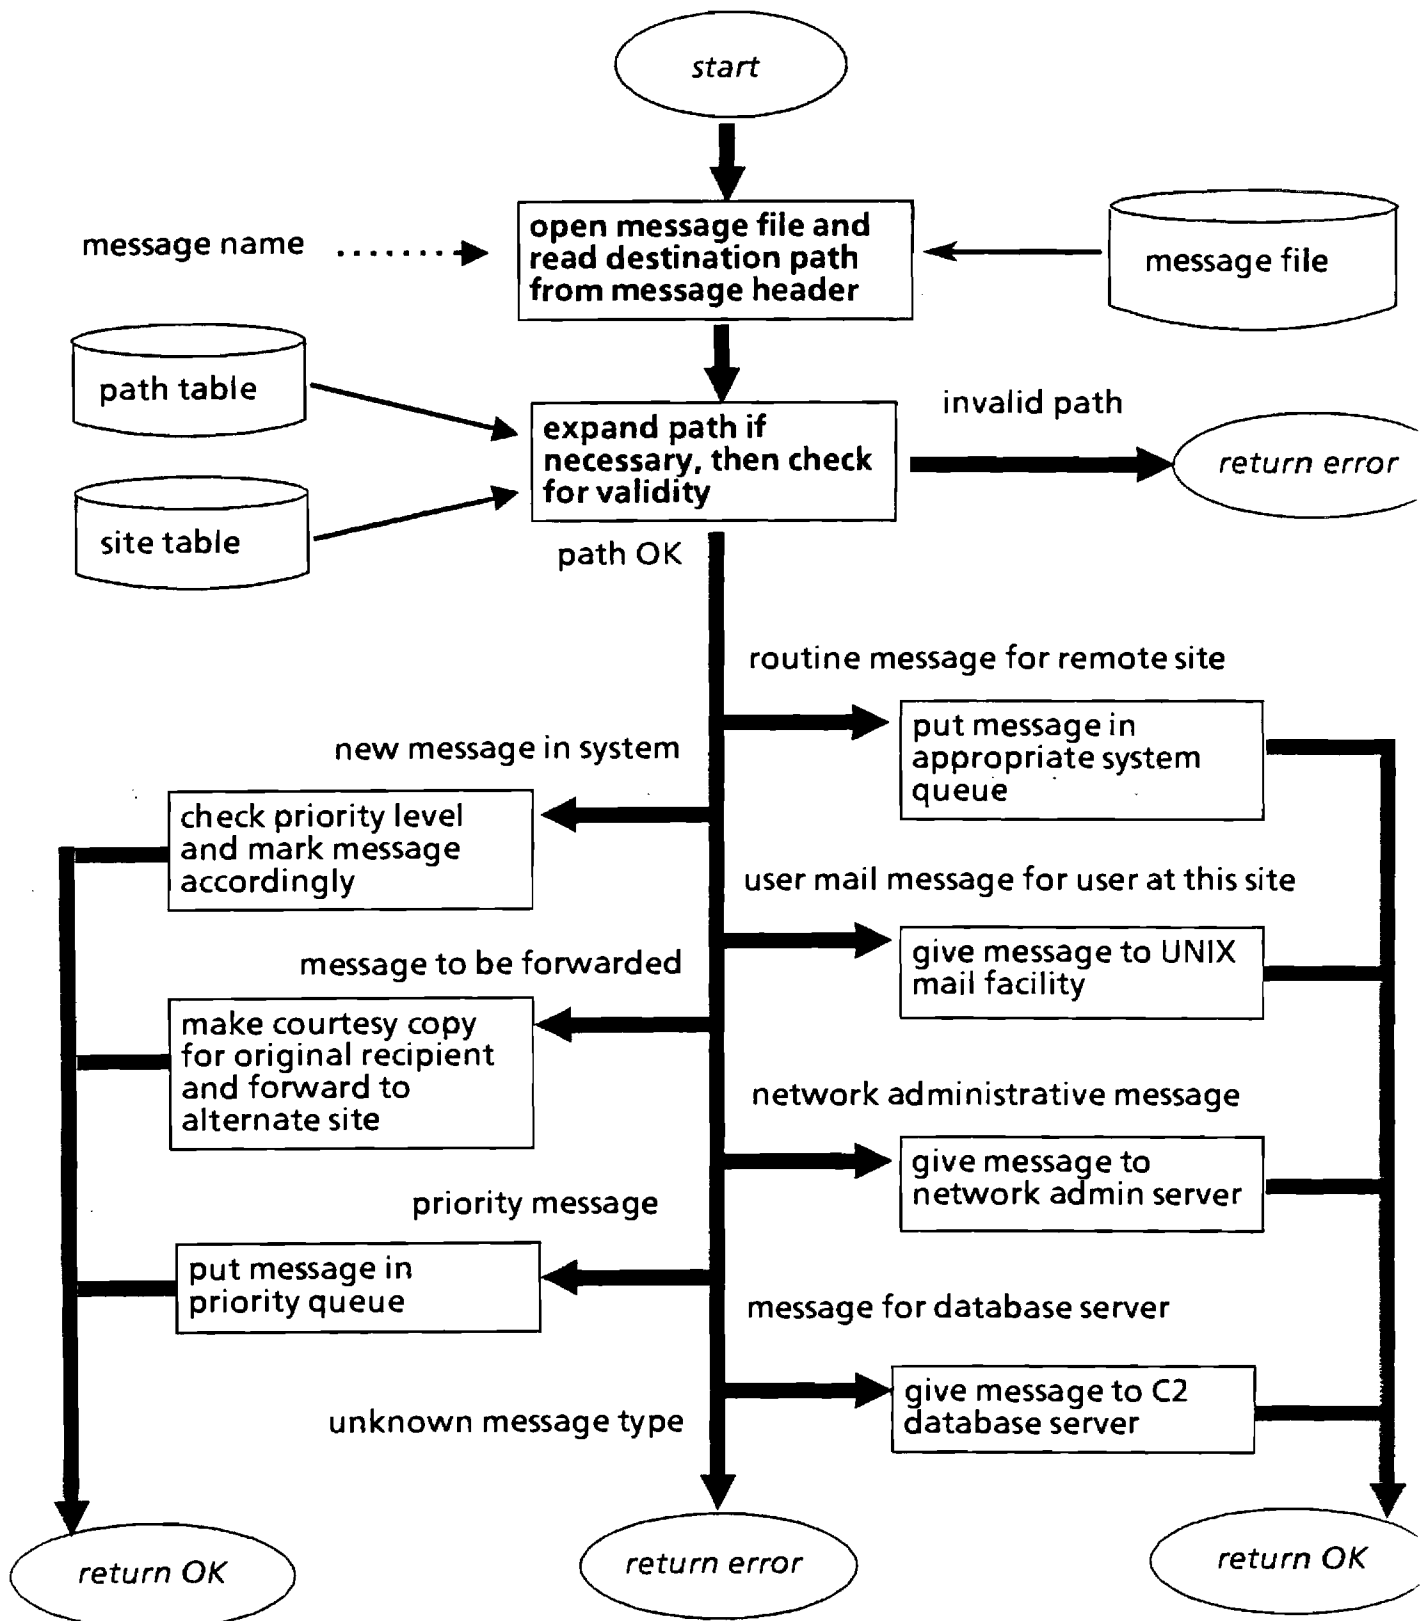 start
message name
open message file and
read destination path
from message header
message file
path table
expand path if
necessary, then check
for validity
invalid path
return error
site table
path OK
routine message for remote site
put message in
appropriate system
queue
new message in system
check priority level
and mark message
accordingly
user mail message for user at this site
give message to UNIX
mail facility
message to be forwarded
make courtesy copy
for original recipient
and forward to
alternate site
network administrative message
give message to
network admin server
priority message
put message in
priority queue
message for database server
give message to C2
database server
unknown message type
return OK
return error
return OK